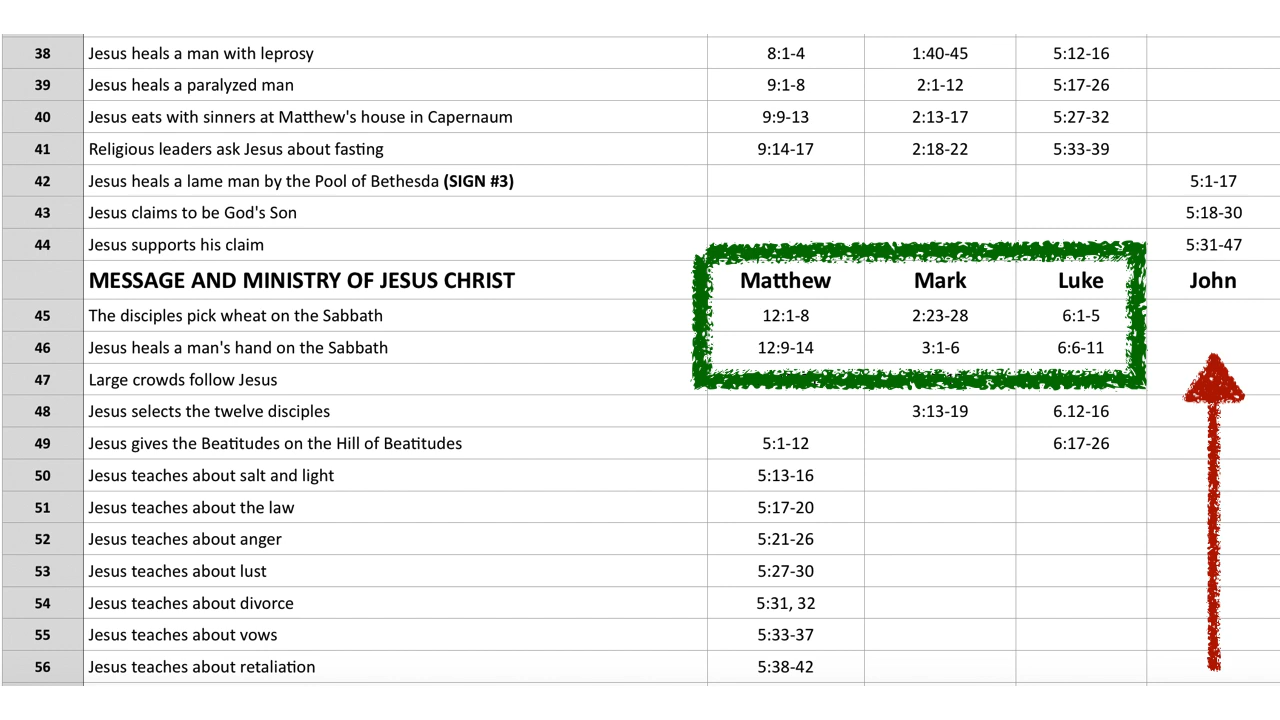 38 Jesus heals a man with leprosy 8:1-4 1:40-45 5:12-16
39 Jesus heals a paralyzed man 9:1-8 2:1-12 5:17-26
40 Jesus eats with sinners at Matthew's house in Capernaum 9:9-13 2:13-17 5:27-32
41 Religious leaders ask Jesus about fasting 9:14-17 2:18-22 5:33-39
42 Jesus heals a lame man by the Pool of Bethesda (SIGN #3) 5:1-17
43 Jesus claims to be God's Son 5:18-30
44 Jesus supports his claim 5:31-47
MESSAGE AND MINISTRY OF JESUS CHRIST Matthew Mark Luke John
45 The disciples pick wheat on the Sabbath 12:1-8 2:23-28 6:1-5
46 Jesus heals a man's hand on the Sabbath 12:9-14 3:1-6 6:6-11
47 Large crowds follow Jesus
48 Jesus selects the twelve disciples 3:13-19 6.12-16
49 Jesus gives the Beatitudes on the Hill of Beatitudes 5:1-12 6:17-26
50 Jesus teaches about salt and light 5:13-16
51 Jesus teaches about the law 5:17-20
52 Jesus teaches about anger 5:21-26
53 Jesus teaches about lust 5:27-30
54 Jesus teaches about divorce 5:31, 32
55 Jesus teaches about vows 5:33-37
56 Jesus teaches about retaliation 5:38-42